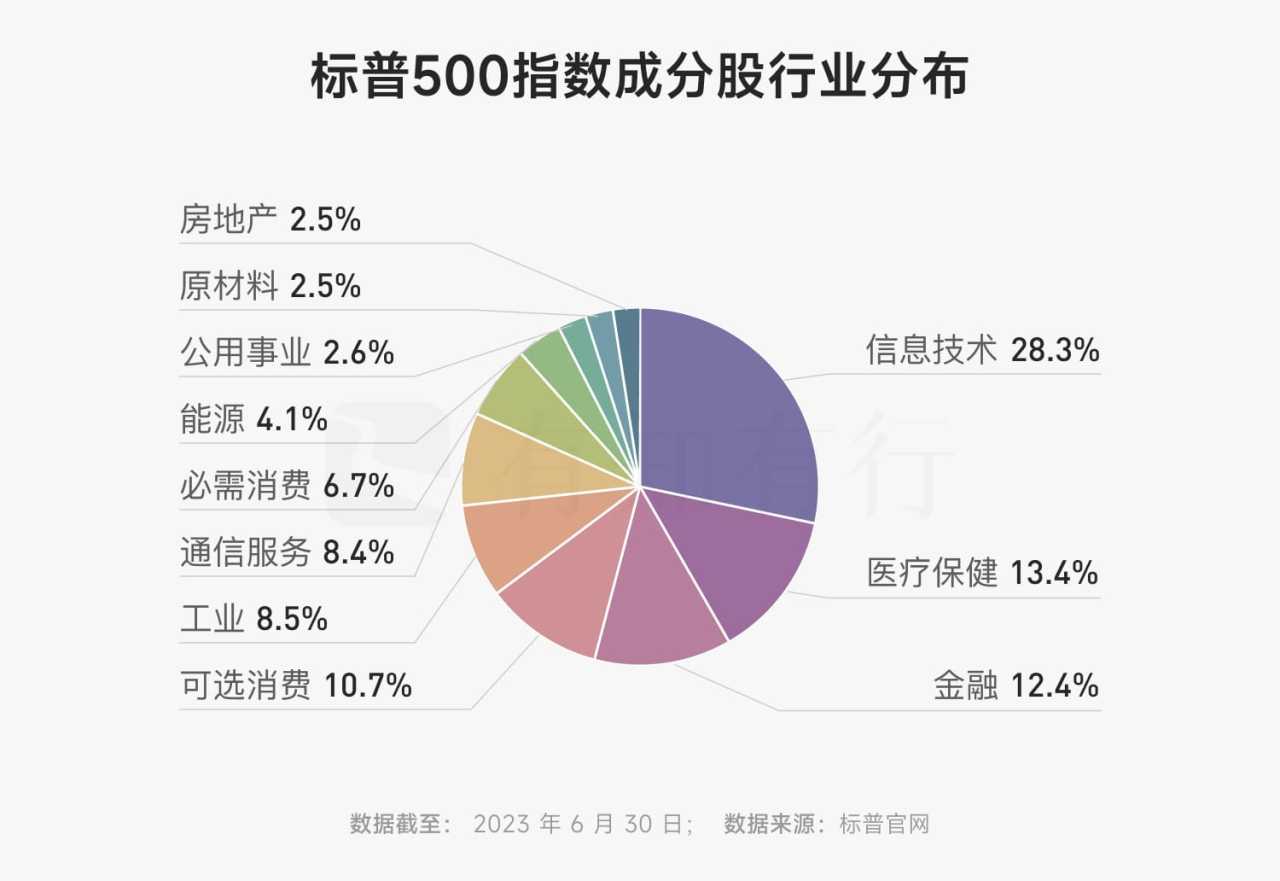 标普500指数成分股行业分布
房地产 2.5%
原材料 2.5%
公用事业 2.6%
能源 4.1%
必需消费 6.7%
通信服务 8.4%
工业 8.5%
可选消费 10.7%
信息技术 28.3%
医疗保健 13.4%
金融 12.4%
有知有行
数据截至： 2023 年 6 月 30 日； 数据来源：标普官网